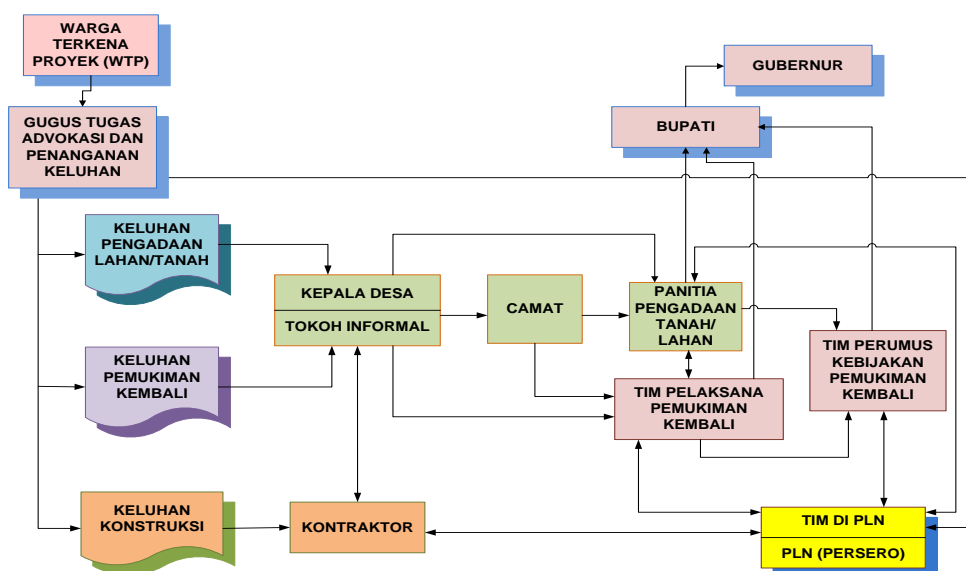 WARGA
TERKENA
PROYEK (WTP)
GUBERNUR
GUGUS TUGAS
ADVOKASI DAN
PENANGANAN
KELUHAN
BUPATI
KELUHAN
PENGADAAN
LAHAN/TANAH
KEPALA DESA
TOKOH INFORMAL
CAMAT
PANITIA
PENGADAAN
TANAH/
LAHAN
TIM PERUMUS
KEBIJAKAN
PEMUKIMAN
KEMBALI
KELUHAN
PEMUKIMAN
KEMBALI
TIM PELAKSANA
PEMUKIMAN
KEMBALI
KELUHAN
KONSTRUKSI
KONTRAKTOR
TIM DI PLN
PLN (PERSERO)